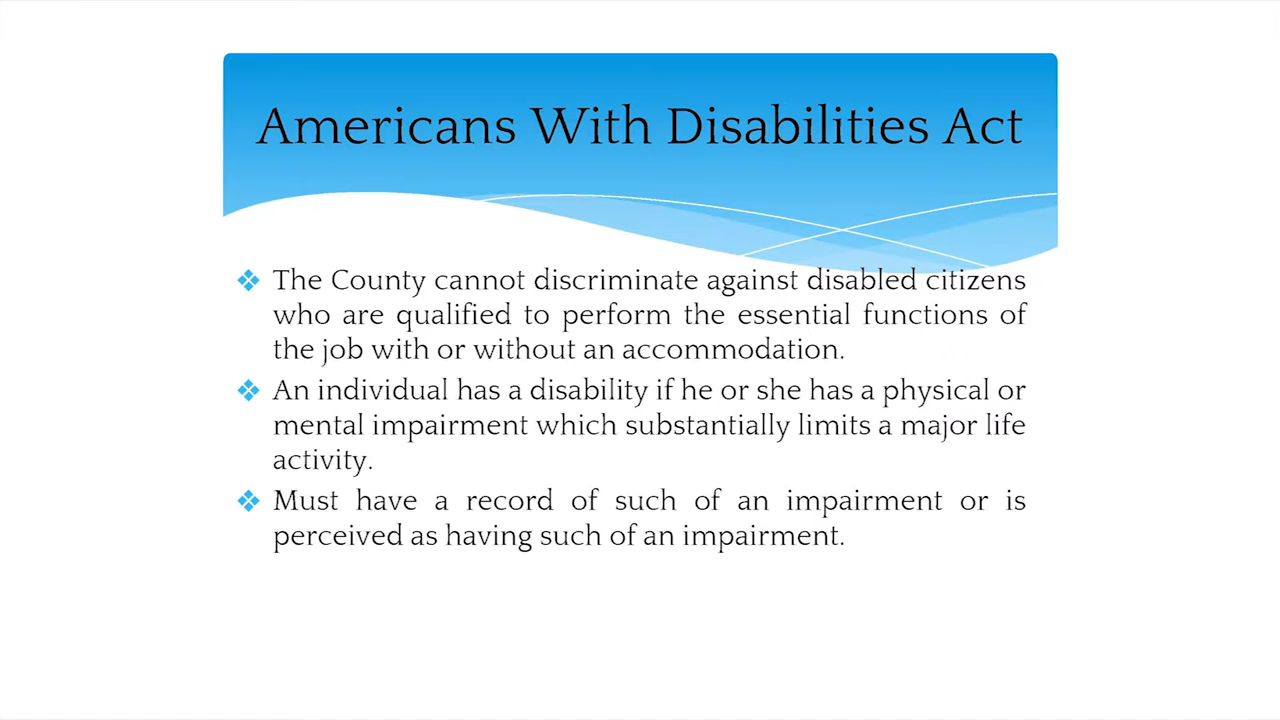 Americans With Disabilities Act
The County cannot discriminate against disabled citizens
who are qualified to perform the essential functions of
the job with or without an accommodation.
An individual has a disability if he or she has a physical or
mental impairment which substantially limits a major life
activity.
Must have a record of such of an impairment or is
perceived as having such of an impairment.